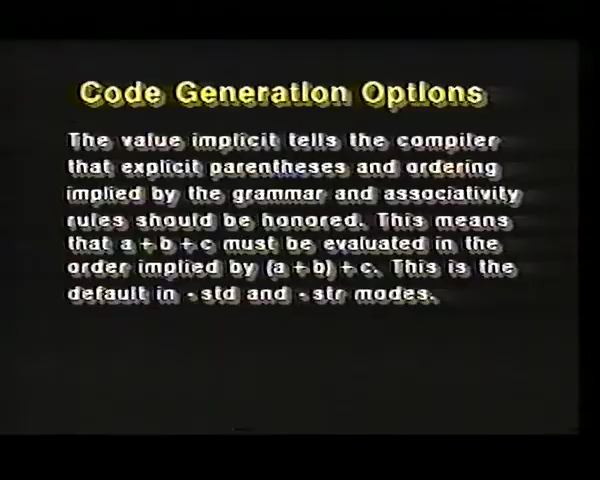 Code Generation Options
The value implicit tells the compiler
that explicit parentheses and ordering
implied by the grammar and associativity
rules should be honored. This means
that a + b + c must be evaluated in the
order implied by (a + b) + c. This is the
default in -std and -str modes.